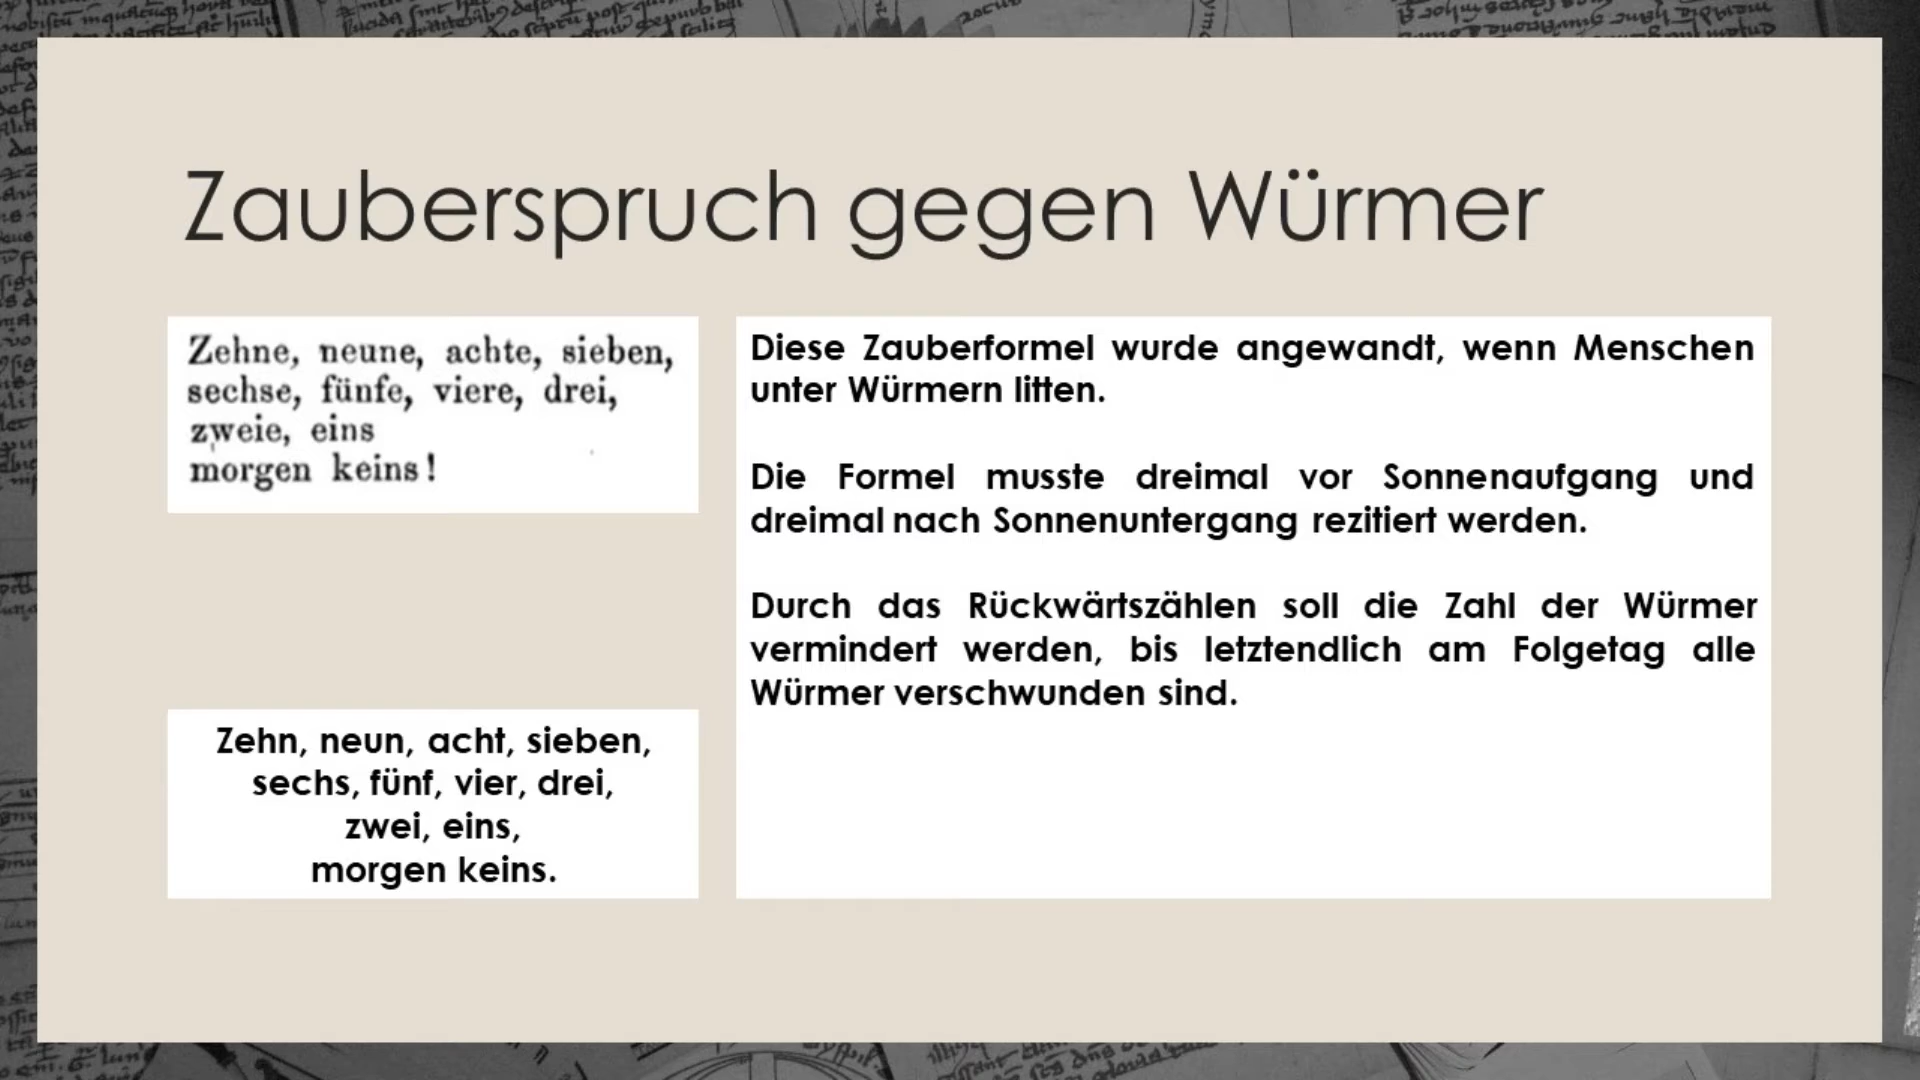 Zauberspruch gegen Würmer
Zehne, neune, achte, sieben,
sechse, fünfe, viere, drei,
zweie, eins
morgen keins!
Zehn, neun, acht, sieben,
sechs, fünf, vier, drei,
zwei, eins,
morgen keins.
Diese Zauberformel wurde angewandt, wenn Menschen
unter Würmern litten.
Die Formel musste dreimal vor Sonnenaufgang und
dreimal nach Sonnenuntergang rezitiert werden.
Durch das Rückwärtszählen soll die Zahl der Würmer
vermindert werden, bis letztendlich am Folgetag alle
Würmer verschwunden sind.